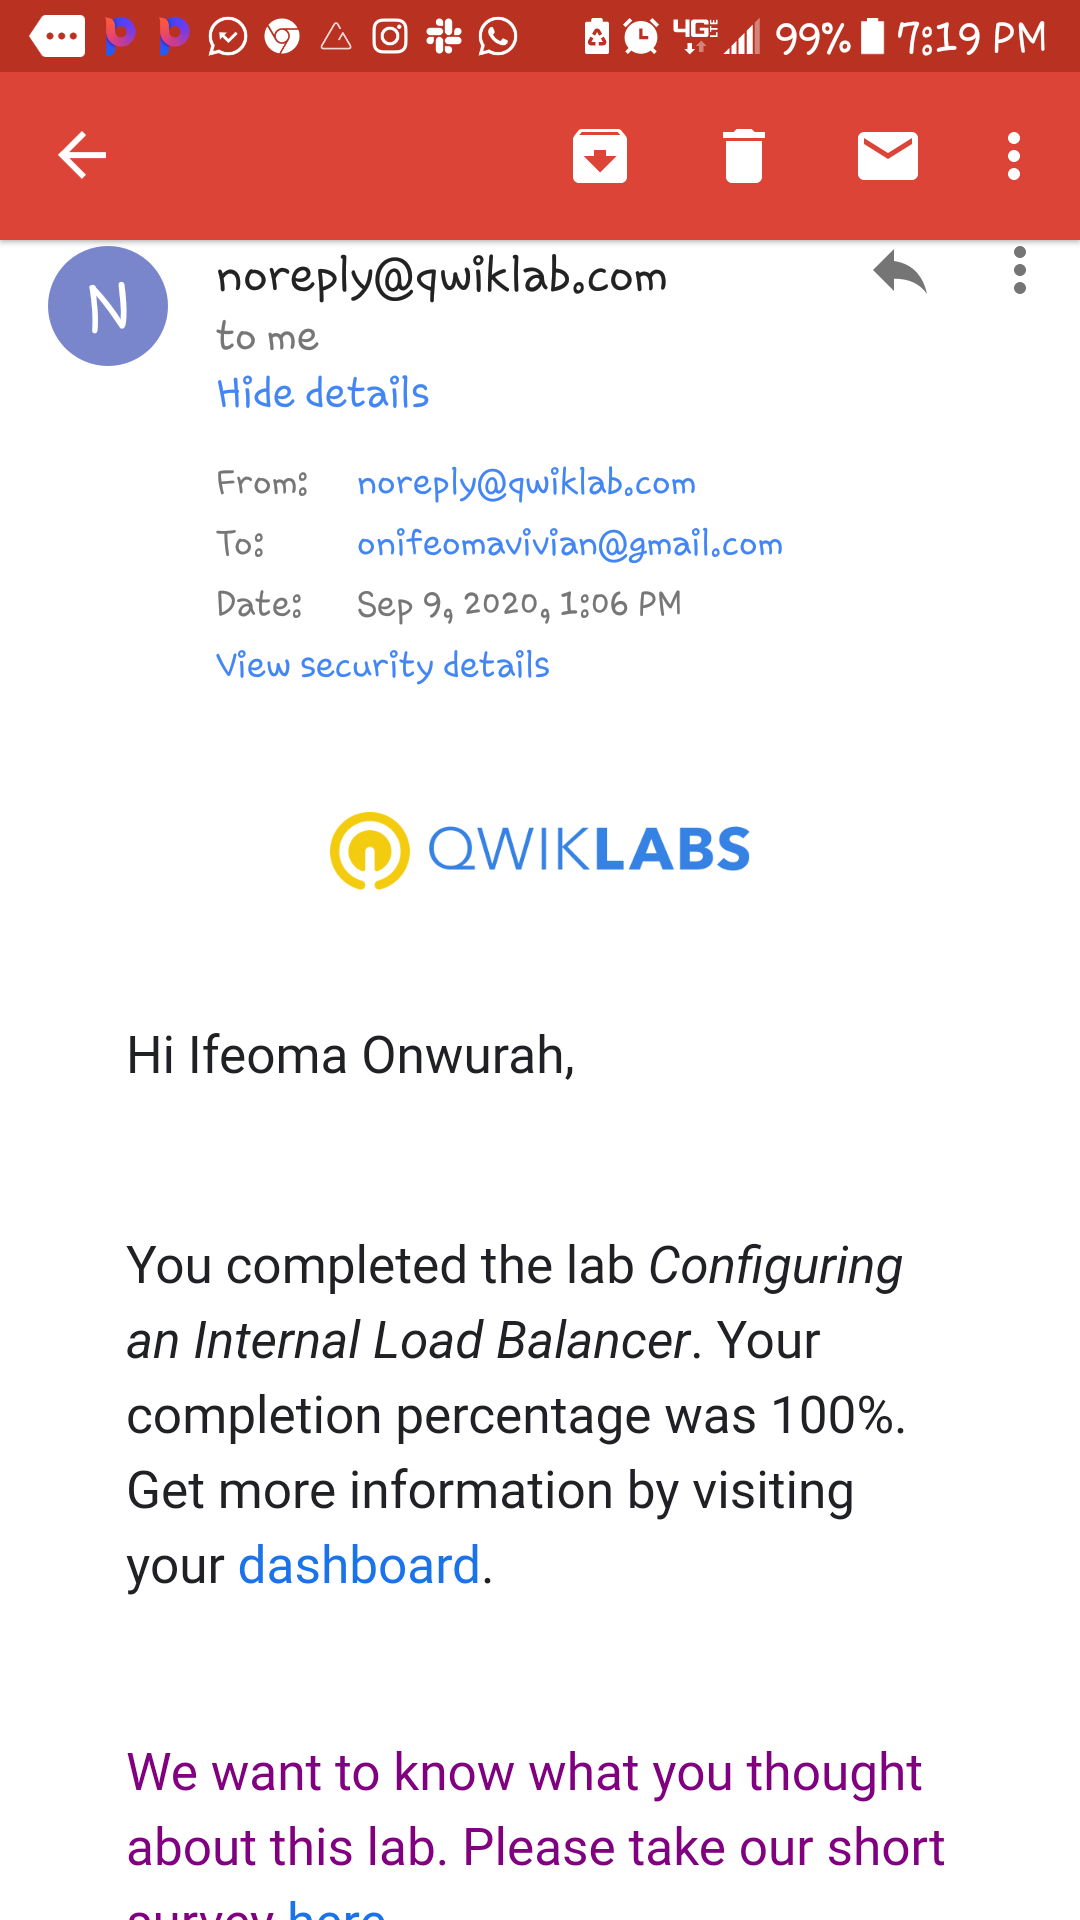 99% 7:19 PM
N
noreply@qwiklab.com
to me
Hide details
From: noreply@qwiklab.com
To: onifeomavivian@gmail.com
Date: Sep 9, 2020, 1:06 PM
View security details
QWIKLABS
Hi Ifeoma Onwurah,
You completed the lab Configuring
an Internal Load Balancer. Your
completion percentage was 100%.
Get more information by visiting
your dashboard.
We want to know what you thought
about this lab. Please take our short
survey here